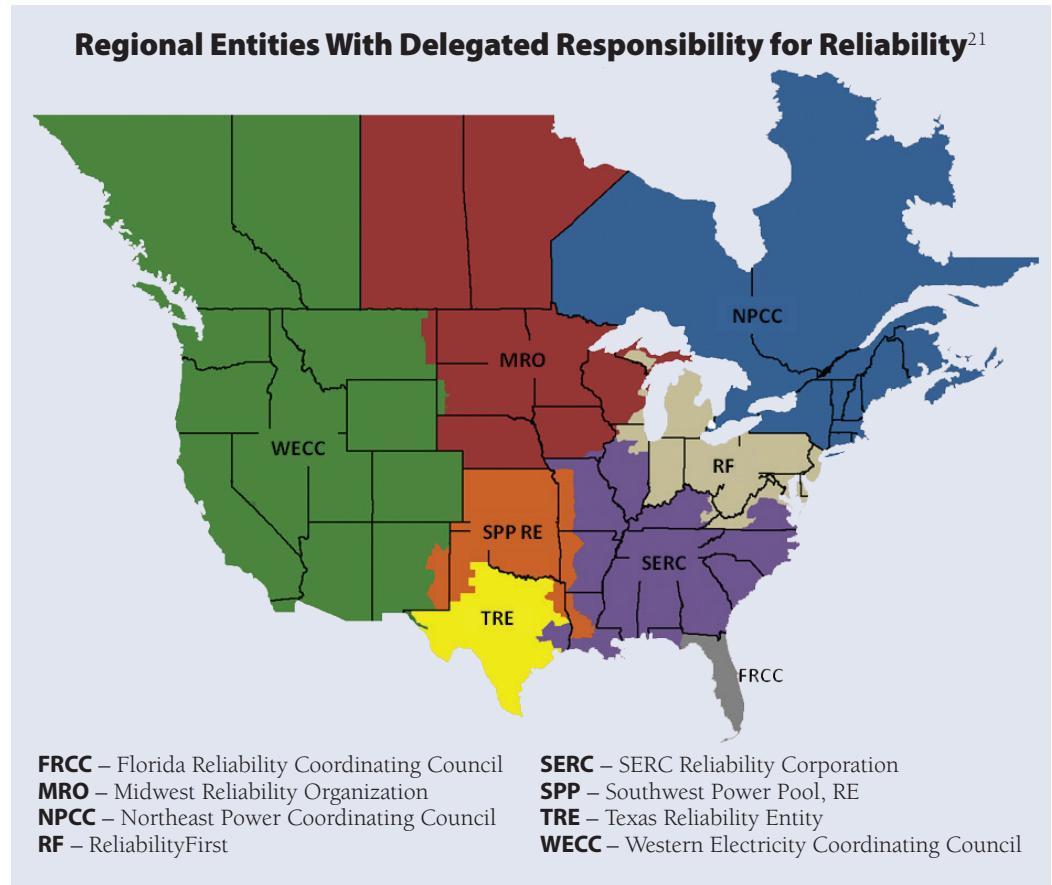 Regional Entities With Delegated Responsibility for Reliability21
NPCC
MRO
WECC
RF
SPP RE
SERC
TRE
FRCC
FRCC – Florida Reliability Coordinating Council
MRO – Midwest Reliability Organization
NPCC – Northeast Power Coordinating Council
RF – ReliabilityFirst
SERC – SERC Reliability Corporation
SPP – Southwest Power Pool, RE
TRE – Texas Reliability Entity
WECC – Western Electricity Coordinating Council